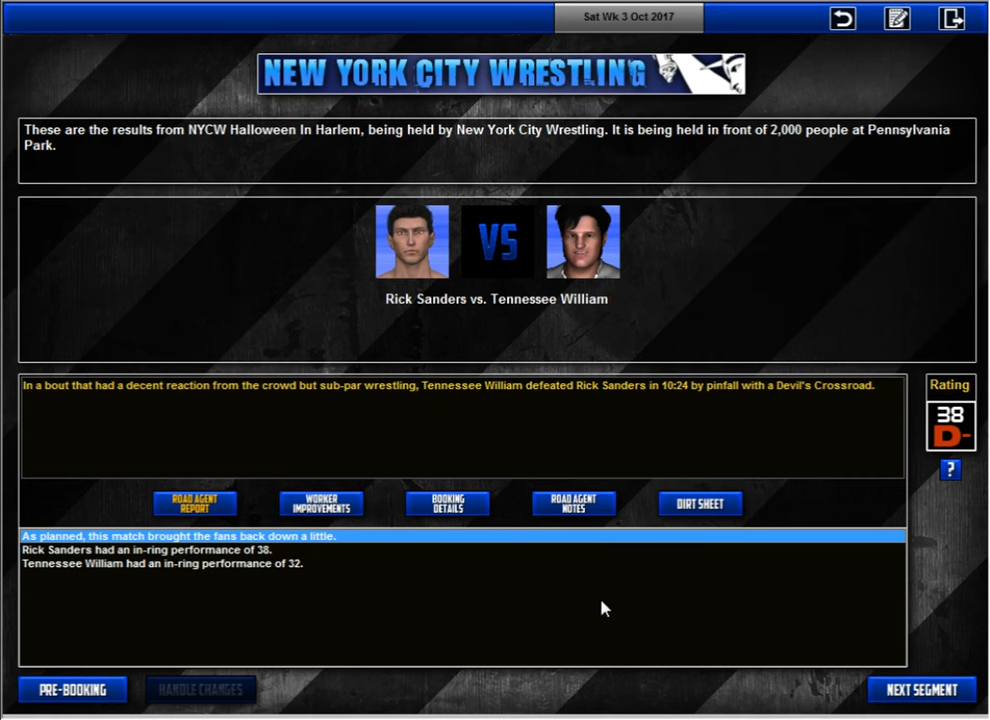 Sat Wk 3 Oct 2017
NEW YORK CITY WRESTLING
These are the results from NYCW Halloween In Harlem, being held by New York City Wrestling. It is being held in front of 2,000 people at Pennsylvania
Park.
VS
Rick Sanders vs. Tennessee William
In a bout that had a decent reaction from the crowd but sub-par wrestling, Tennessee William defeated Rick Sanders in 10:24 by pinfall with a Devil's Crossroad.
Rating
38
D-
?
ROAD AGENT
REPORT
WORKER
IMPROVEMENTS
BOOKING
DETAILS
ROAD AGENT
NOTES
DIRT SHEET
As planned, this match brought the fans back down a little.
Rick Sanders had an in-ring performance of 38.
Tennessee William had an in-ring performance of 32.
PRE-BOOKING
HANDLE CHANGES
NEXT SEGMENT